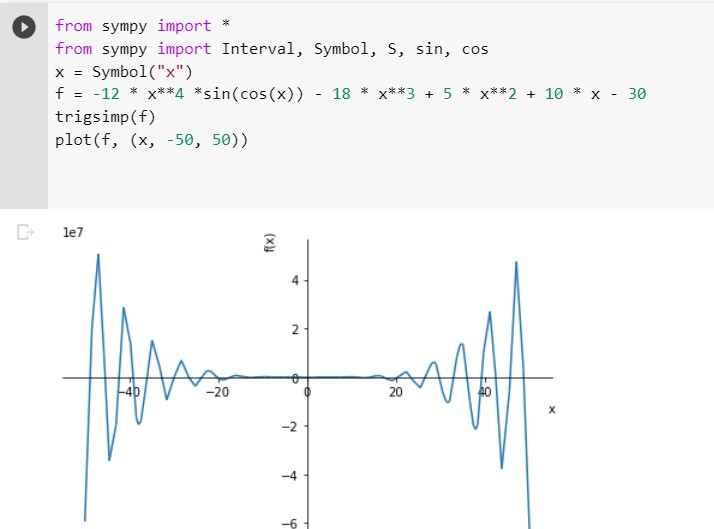 from sympy import *
from sympy import Interval, Symbol, S, sin, cos
x = Symbol("x")
f = -12 * x**4 *sin(cos(x)) - 18 * x**3 + 5 * x**2 + 10 * x - 30
trigsimp(f)
plot(f, (x, -50, 50))
1e7
f(x)
4
2
0
−40
−20
0
20
40
x
−2
−4
−6